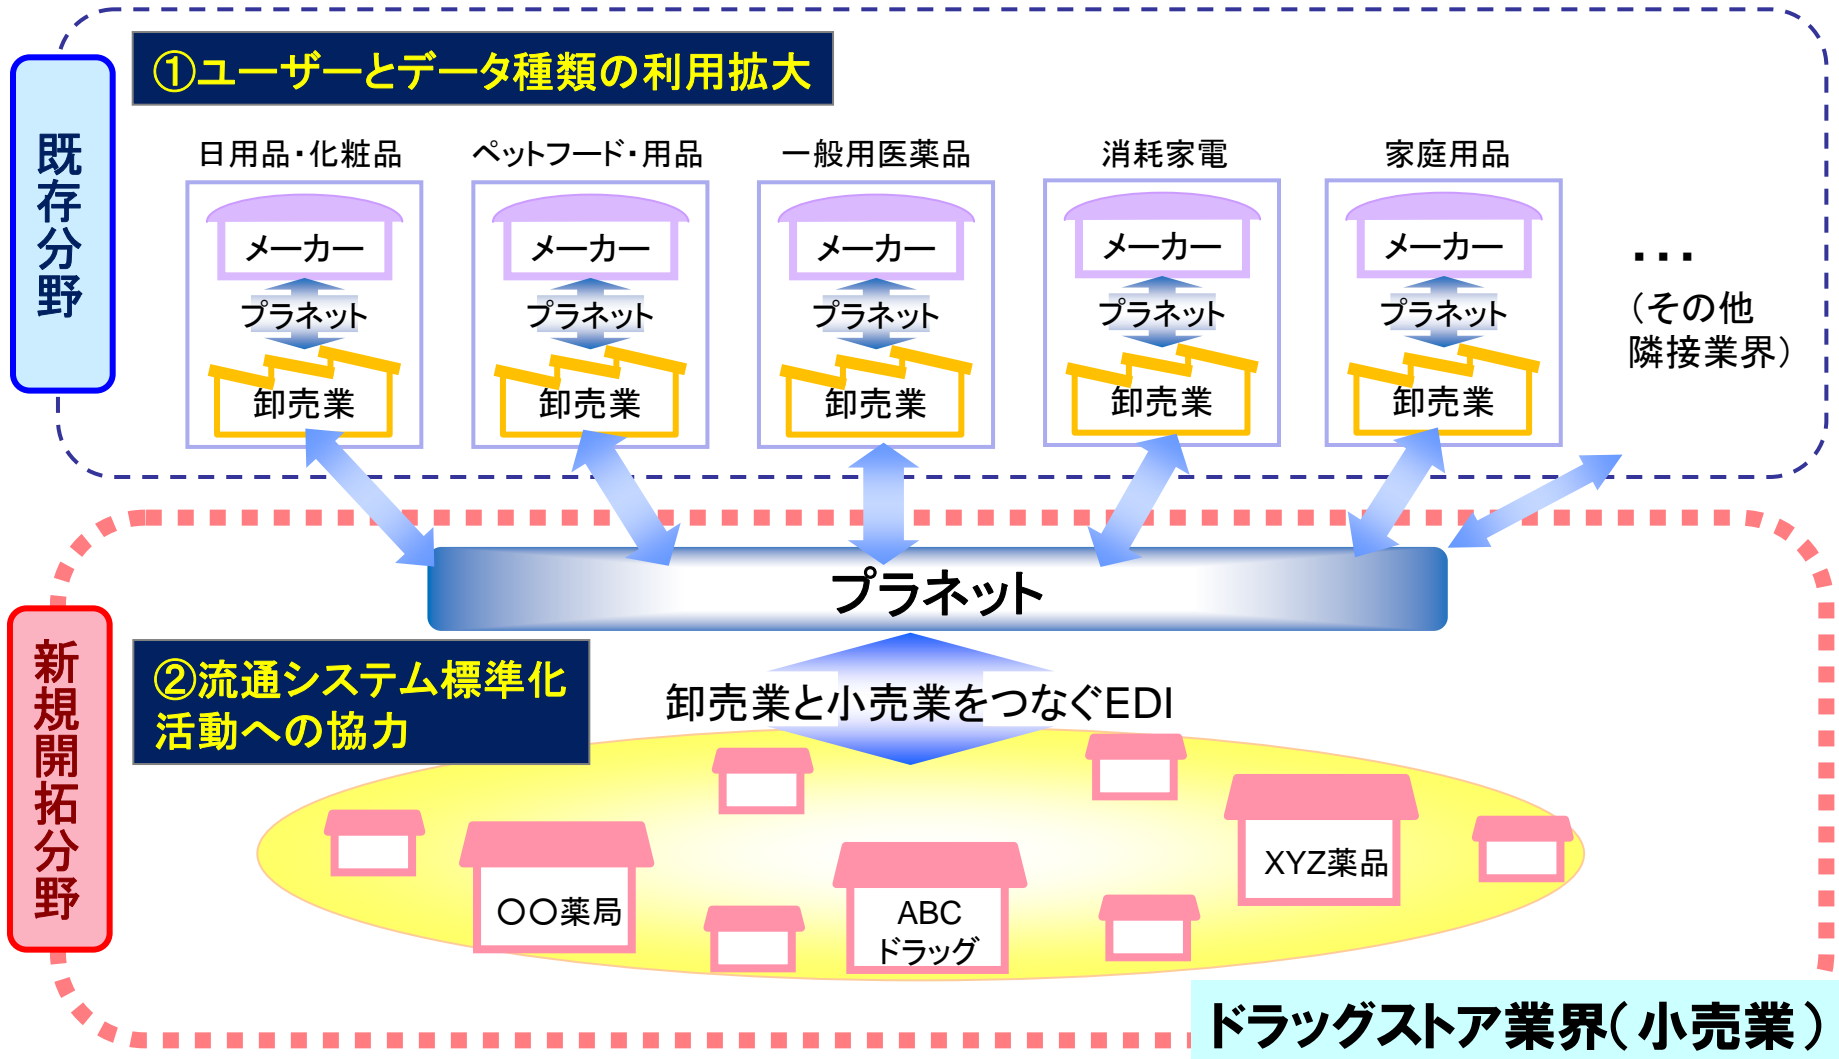 ①ユーザーとデータ種類の利用拡大
既存分野
日用品・化粧品
ペットフード・用品
一般用医薬品
消耗家電
家庭用品
メーカー
メーカー
メーカー
メーカー
メーカー
プラネット
プラネット
プラネット
プラネット
プラネット
卸売業
卸売業
卸売業
卸売業
卸売業
・・・
（その他
隣接業界）
プラネット
新規開拓分野
②流通システム標準化
活動への協力
卸売業と小売業をつなぐEDI
〇〇薬局
ABC
ドラッグ
XYZ薬品
ドラッグストア業界（小売業）